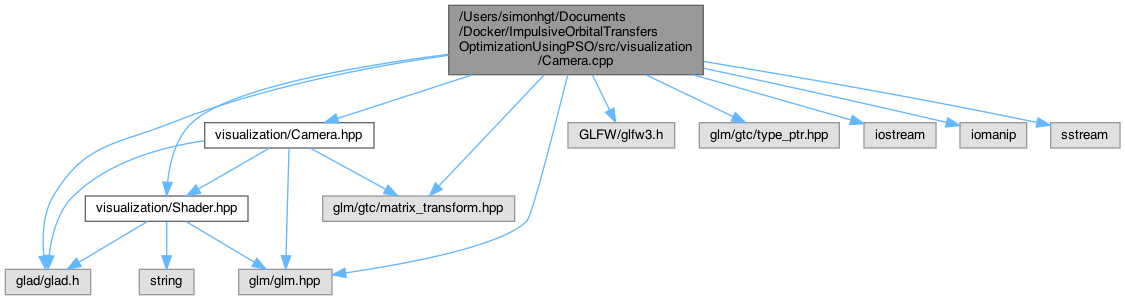 /Users/simonhgt/Documents
/Docker/ImpulsiveOrbitalTransfers
OptimizationUsingPSO/src/visualization
/Camera.cpp
visualization/Camera.hpp
GLFW/glfw3.h
glm/gtc/type_ptr.hpp
iostream
iomanip
sstream
visualization/Shader.hpp
glm/gtc/matrix_transform.hpp
glad/glad.h
string
glm/glm.hpp